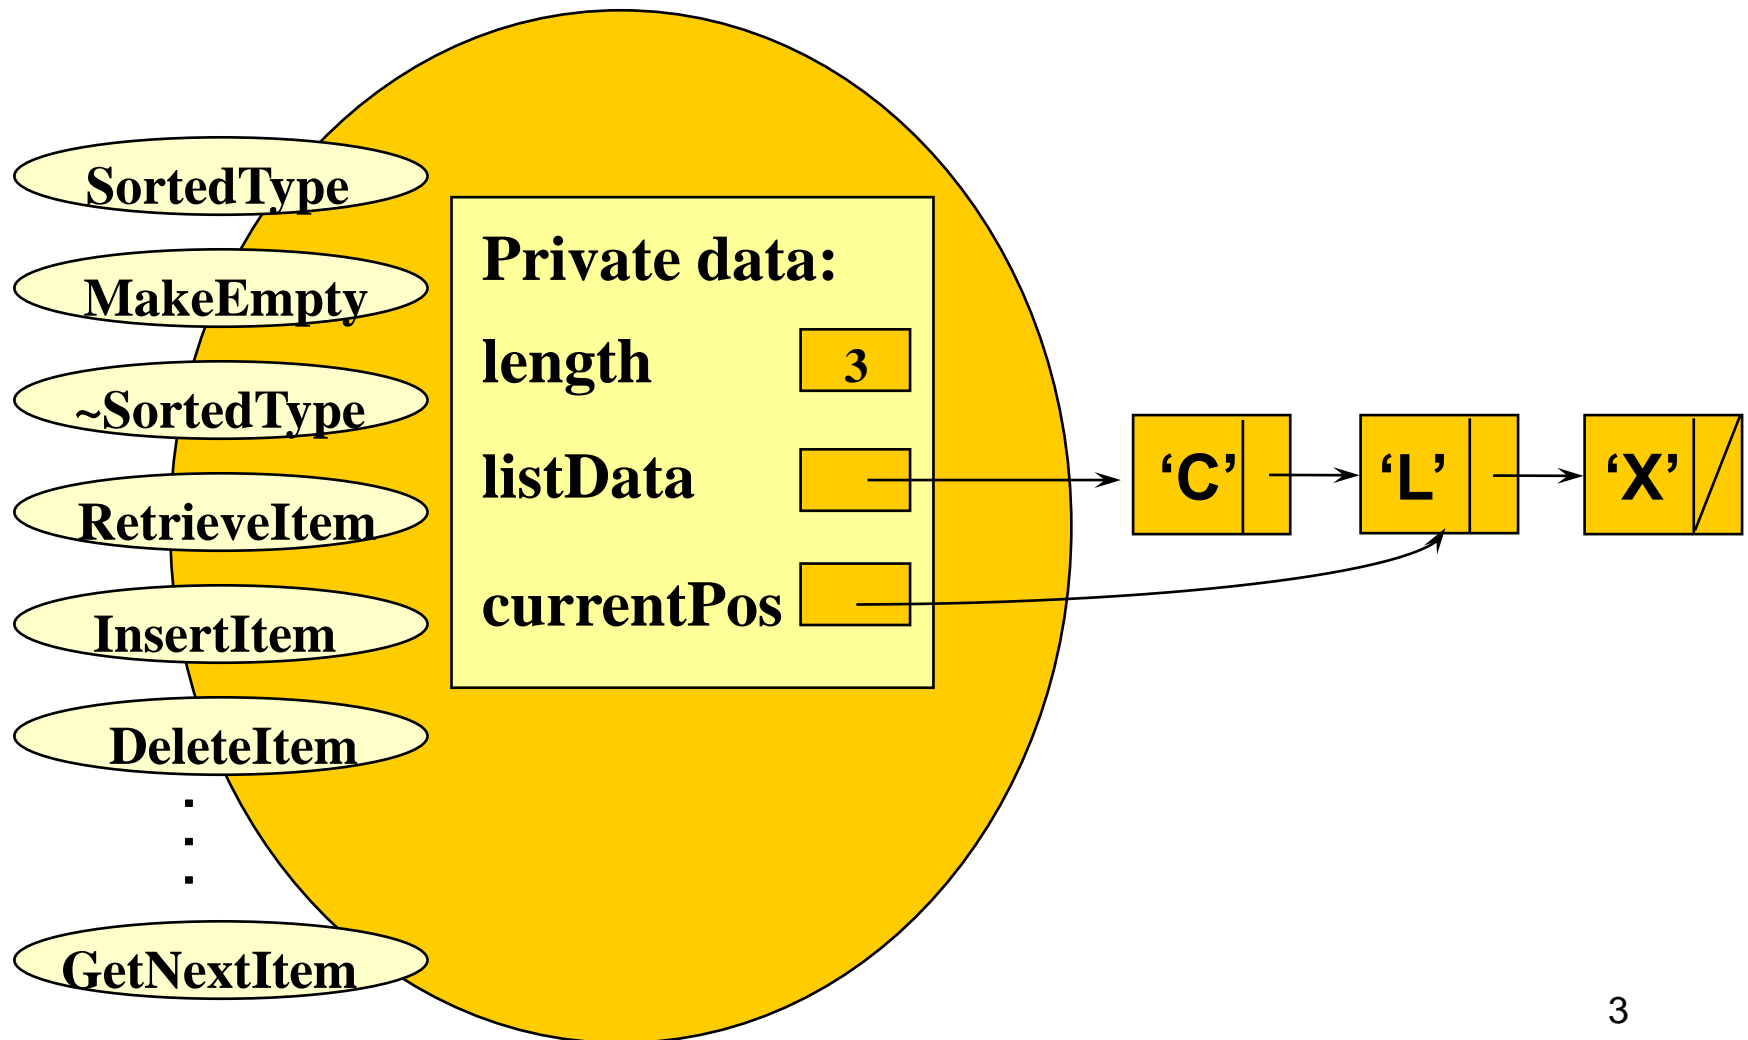 SortedType
MakeEmpty
~SortedType
RetrieveItem
InsertItem
DeleteItem
.
.
.
GetNextItem
Private data:
length 3
listData
currentPos
‘C’ ‘L’ ‘X’
3